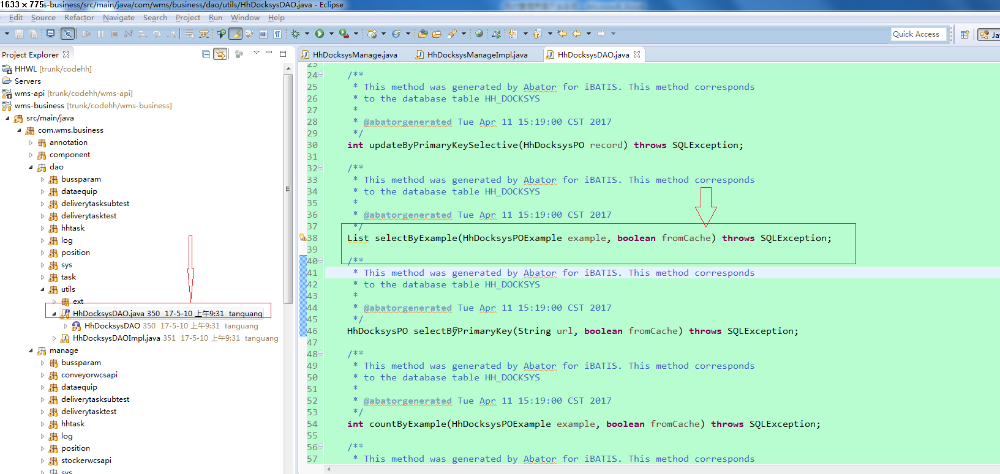 1633 x 775s-business/src/main/java/com/wms/business/dao/utils/HhDocksysDAO.java - Eclipse
Edit Source Refactor Navigate Search Project Run Window Help
Quick Access
Ja
Project Explorer
HHWL [trunk/codehh]
Servers
wms-api [trunk/codehh/wms-api]
wms-business [trunk/codehh/wms-business]
src/main/java
com.wms.business
annotation
component
dao
bussparam
dataequip
deliverytasksubtest
deliverytasktest
hhtask
log
position
sys
task
utils
ext
HhDocksysDAO.java 350 17-5-10 上午9:31 tanguang
HhDocksysDAO 350 17-5-10 上午9:31 tanguang
HhDocksysDAOImpl.java 351 17-5-10 上午9:31 tanguang
manage
bussparam
conveyorwcsapi
dataequip
deliverytasksubtest
deliverytasktest
hhtask
log
position
stockerwcsapi
sys
HhDocksysManage.java HhDocksysManageImpl.java HhDocksysDAO.java
23
24 /**
25 * This method was generated by Abator for iBATIS. This method corresponds
26 * to the database table HH_DOCKSYS
27 *
28 * @abatorgenerated Tue Apr 11 15:19:00 CST 2017
29 */
30 int updateByPrimaryKeySelective(HhDocksysPO record) throws SQLException;
31
32 /**
33 * This method was generated by Abator for iBATIS. This method corresponds
34 * to the database table HH_DOCKSYS
35 *
36 * @abatorgenerated Tue Apr 11 15:19:00 CST 2017
37 */
38 List selectByExample(HhDocksysPOExample example, boolean fromCache) throws SQLException;
39
40 /**
41 * This method was generated by Abator for iBATIS. This method corresponds
42 * to the database table HH_DOCKSYS
43 *
44 * @abatorgenerated Tue Apr 11 15:19:00 CST 2017
45 */
46 HhDocksysPO selectByPrimaryKey(String url, boolean fromCache) throws SQLException;
47
48 /**
49 * This method was generated by Abator for iBATIS. This method corresponds
50 * to the database table HH_DOCKSYS
51 *
52 * @abatorgenerated Tue Apr 11 15:19:00 CST 2017
53 */
54 int countByExample(HhDocksysPOExample example, boolean fromCache) throws SQLException;
55
56 /**
57 * This method was generated by Abator for iBATIS. This method corresponds